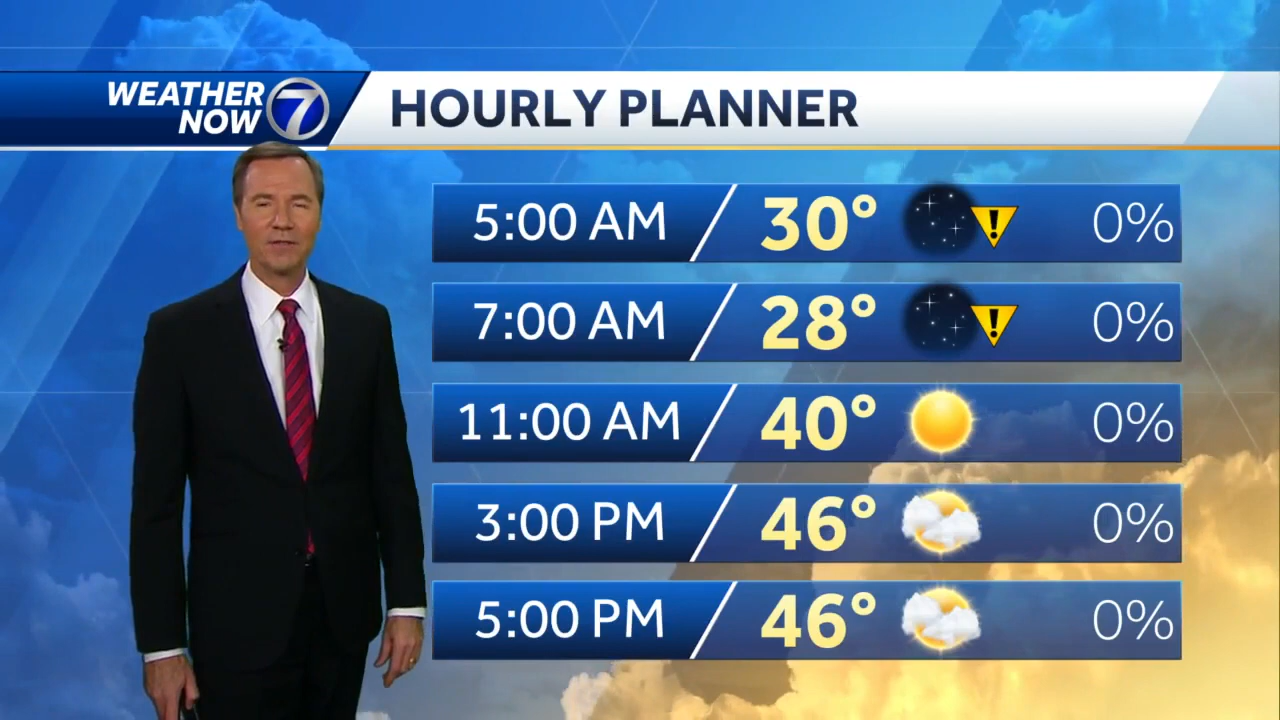 WEATHER
NOW 7
HOURLY PLANNER
5:00 AM 30° ! 0%
7:00 AM 28° ! 0%
11:00 AM 40° 0%
3:00 PM 46° 0%
5:00 PM 46° 0%